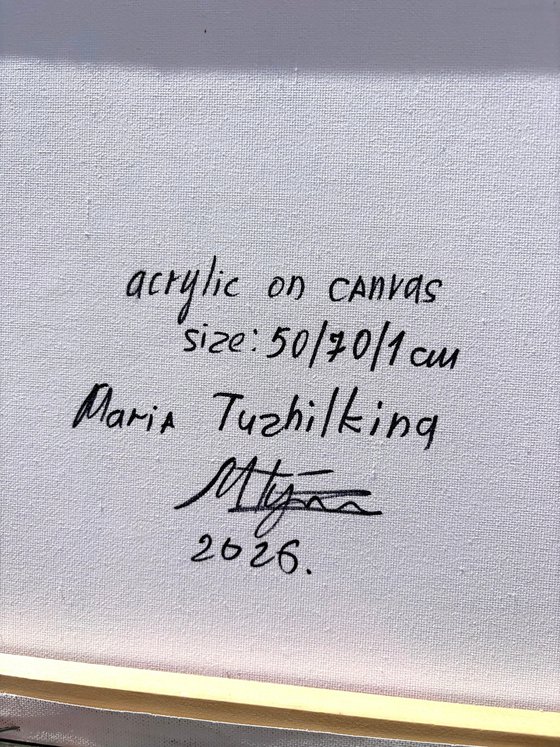 acrylic on canvas
size: 50/70/1 cm
Maria Tuzhilkina
2026.